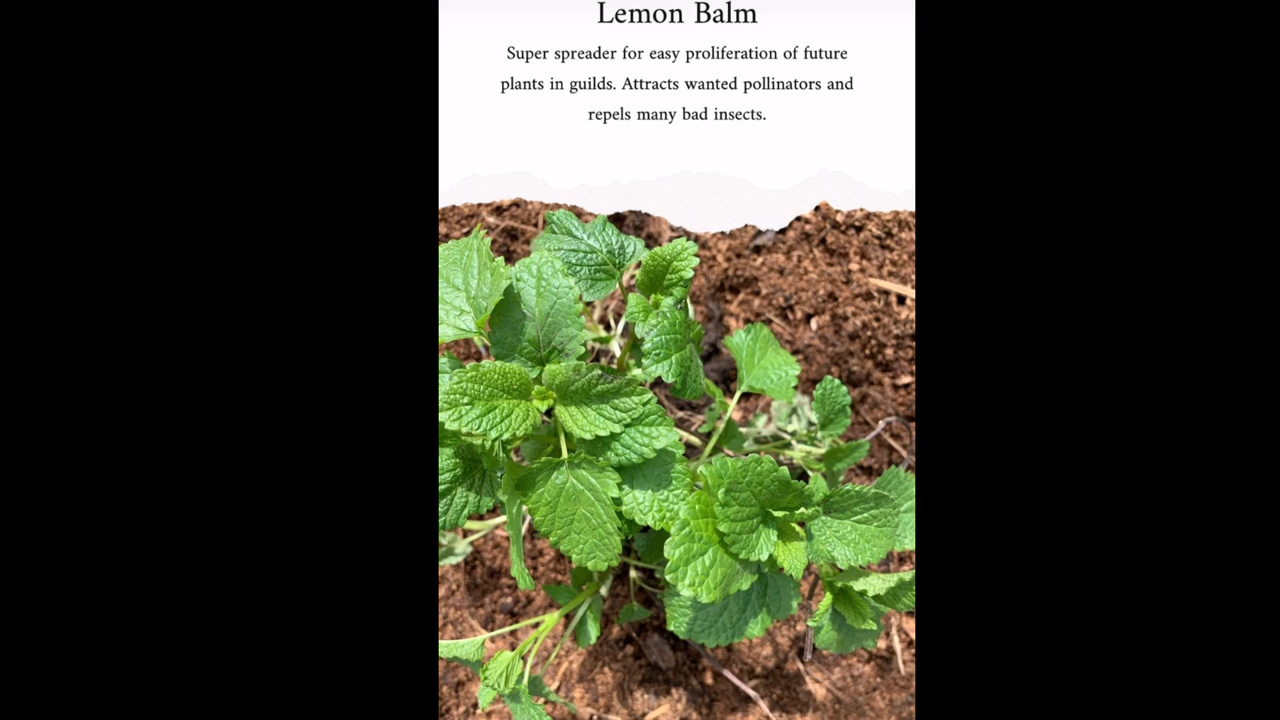 Lemon Balm
Super spreader for easy proliferation of future
plants in guilds. Attracts wanted pollinators and
repels many bad insects.